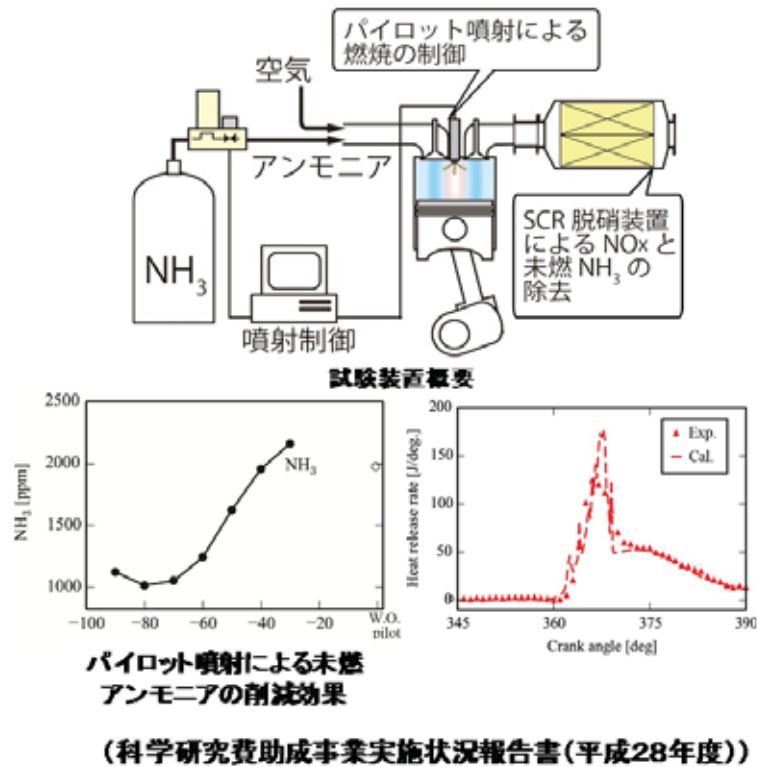 パイロット噴射による
燃焼の制御
空気
アンモニア
NH3
噴射制御
SCR 脱硝装置
による NOx と
未燃 NH3 の
除去
試験装置概要
2500
2000
1500
1000
NH3 [ppm]
NH3
−100
−80
−60
−40
−20
W.O.
pilot
パイロット噴射による未燃
アンモニアの削減効果
200
150
100
50
0
Heat release rate [J/deg.]
Exp.
Cal.
345
360
375
390
Crank angle [deg]
(科学研究費助成事業実施状況報告書(平成28年度))